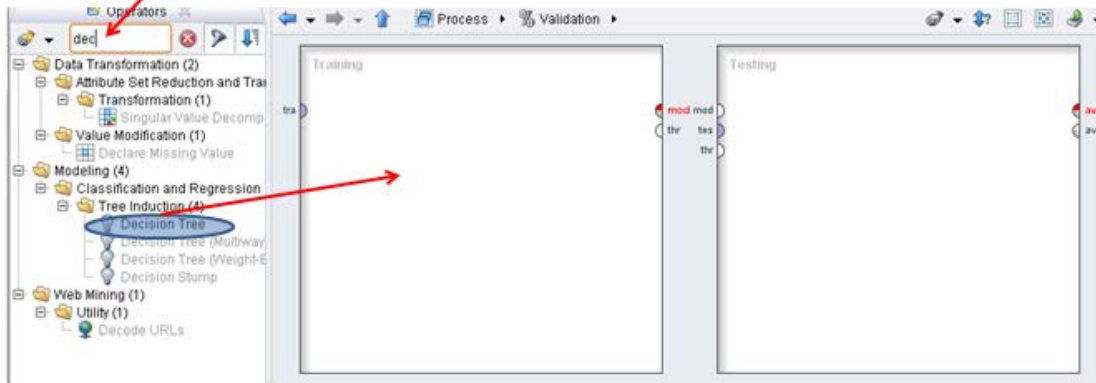 Operators
Process Validation
dec
Data Transformation (2)
Attribute Set Reduction and Tra
Transformation (1)
Singular Value Decomp
Value Modification (1)
Declare Missing Value
Modeling (4)
Classification and Regression
Tree Induction (4)
Decision Tree
Decision Tree (Multiway
Decision Tree (Weight-B
Decision Stump
Web Mining (1)
Utility (1)
Decode URLs
Training
tra
mod
thr
Testing
mod
tes
thr
av
av